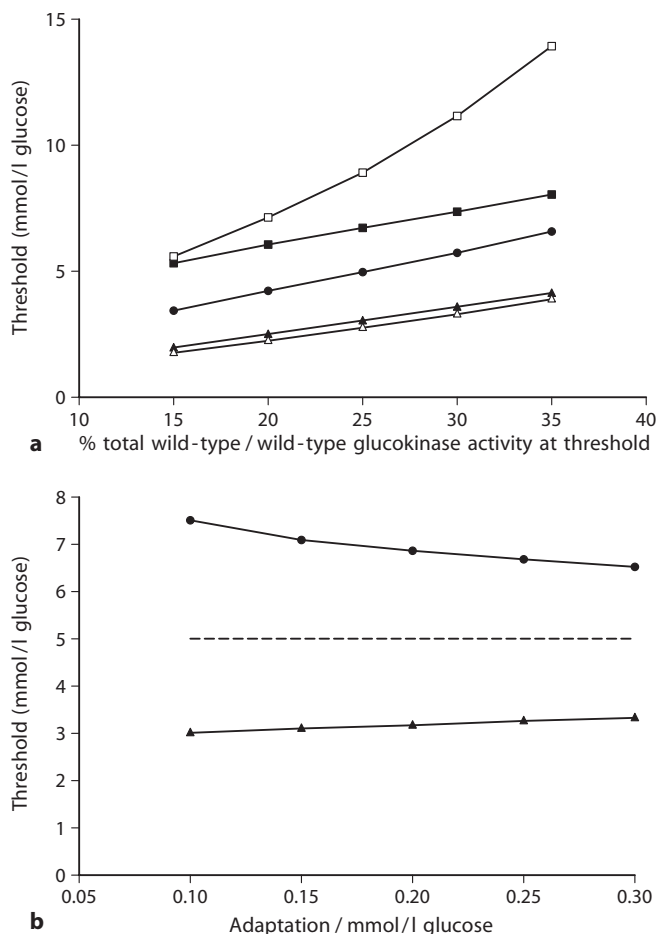 15
10
5
0
Threshold (mmol/l glucose)
10 15 20 25 30 35 40
a % total wild-type / wild-type glucokinase activity at threshold
8
7
6
5
4
3
2
1
0
Threshold (mmol/l glucose)
0.05 0.10 0.15 0.20 0.25 0.30
b Adaptation / mmol/l glucose